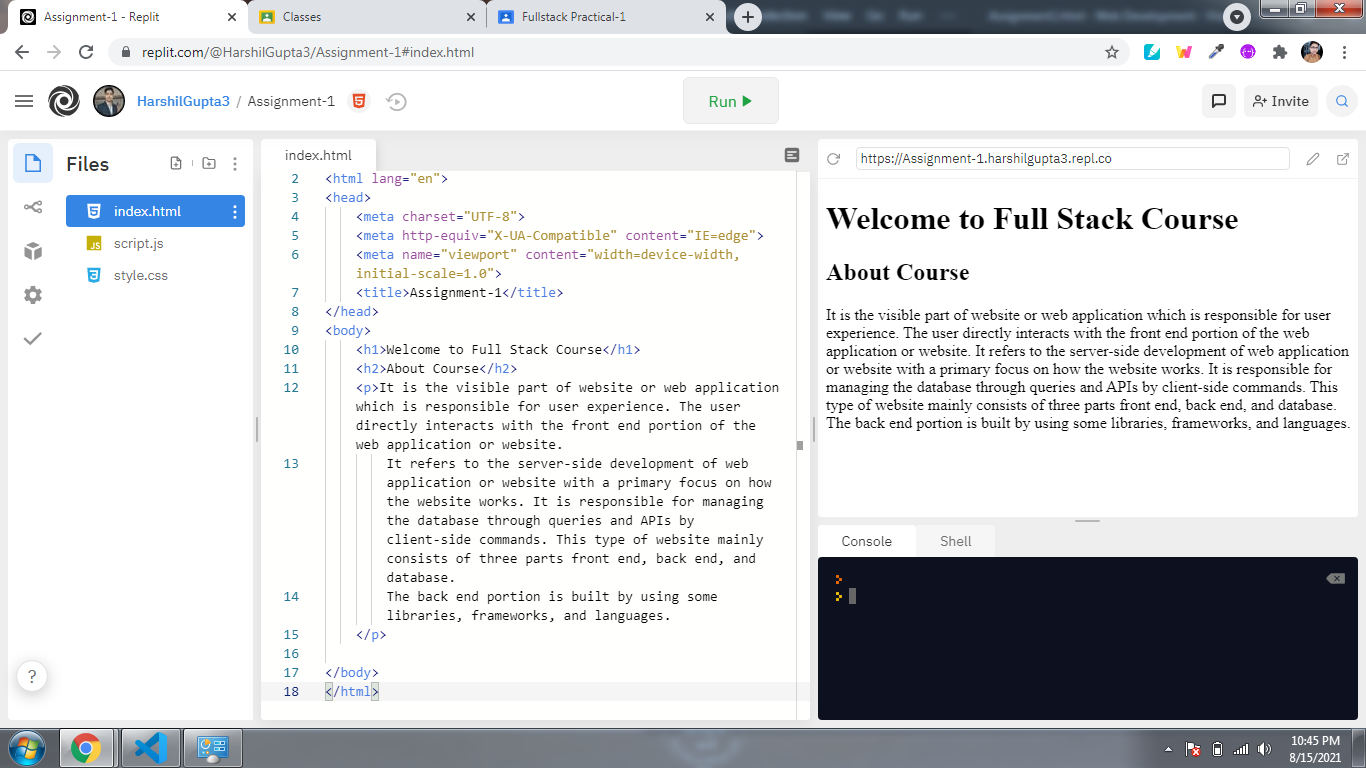 Assignment-1 - Replit
Classes
Fullstack Practical-1
replit.com/@HarshilGupta3/Assignment-1#index.html
HarshilGupta3 / Assignment-1
Run
Invite
Files
index.html
script.js
style.css
index.html
2 <html lang="en">
3 <head>
4 <meta charset="UTF-8">
5 <meta http-equiv="X-UA-Compatible" content="IE=edge">
6 <meta name="viewport" content="width=device-width,
initial-scale=1.0">
7 <title>Assignment-1</title>
8 </head>
9 <body>
10 <h1>Welcome to Full Stack Course</h1>
11 <h2>About Course</h2>
12 <p>It is the visible part of website or web application
which is responsible for user experience. The user
directly interacts with the front end portion of the
web application or website.
13 It refers to the server-side development of web
application or website with a primary focus on how
the website works. It is responsible for managing
the database through queries and APIs by
client-side commands. This type of website mainly
consists of three parts front end, back end, and
database.
14 The back end portion is built by using some
libraries, frameworks, and languages.
15 </p>
16
17 </body>
18 </html>
https://Assignment-1.harshilgupta3.repl.co
Welcome to Full Stack Course
About Course
It is the visible part of website or web application which is responsible for user
experience. The user directly interacts with the front end portion of the web
application or website. It refers to the server-side development of web application
or website with a primary focus on how the website works. It is responsible for
managing the database through queries and APIs by client-side commands. This
type of website mainly consists of three parts front end, back end, and database.
The back end portion is built by using some libraries, frameworks, and languages.
Console
Shell
?
10:45 PM
8/15/2021